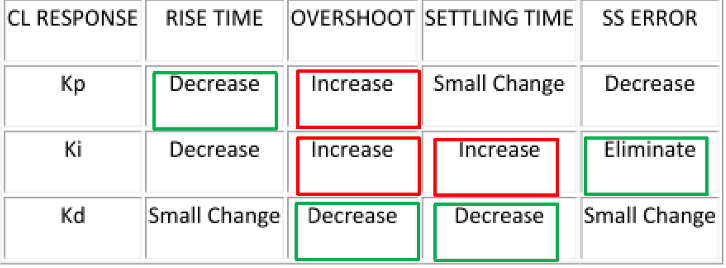 CL RESPONSE RISE TIME OVERSHOOT SETTLING TIME SS ERROR
Kp Decrease Increase Small Change Decrease
Ki Decrease Increase Increase Eliminate
Kd Small Change Decrease Decrease Small Change